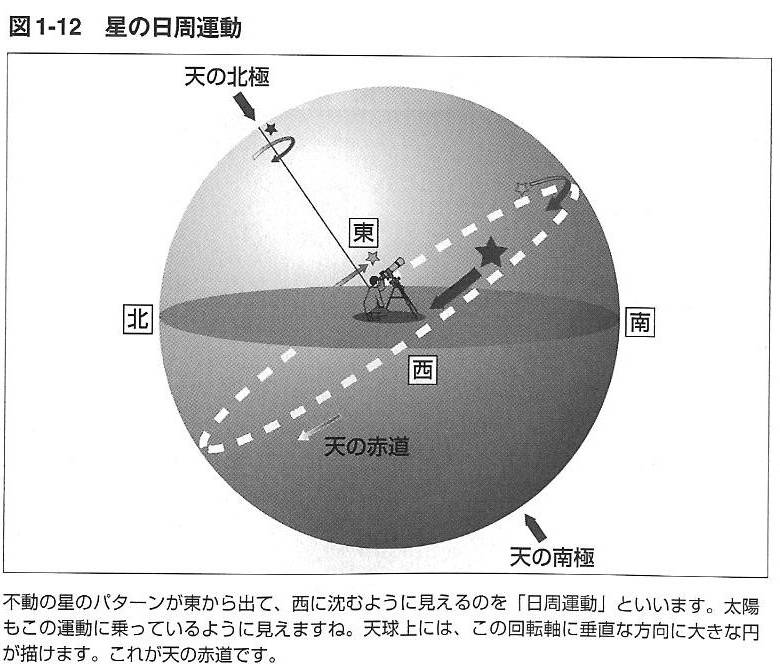 図1-12 星の日周運動
天の北極
東
北
南
西
天の赤道
天の南極
不動の星のパターンが東から出て、西に沈むように見えるのを「日周運動」といいます。太陽
もこの運動に乗っているように見えますね。天球上には、この回転軸に垂直な方向に大きな円
が描けます。これが天の赤道です。